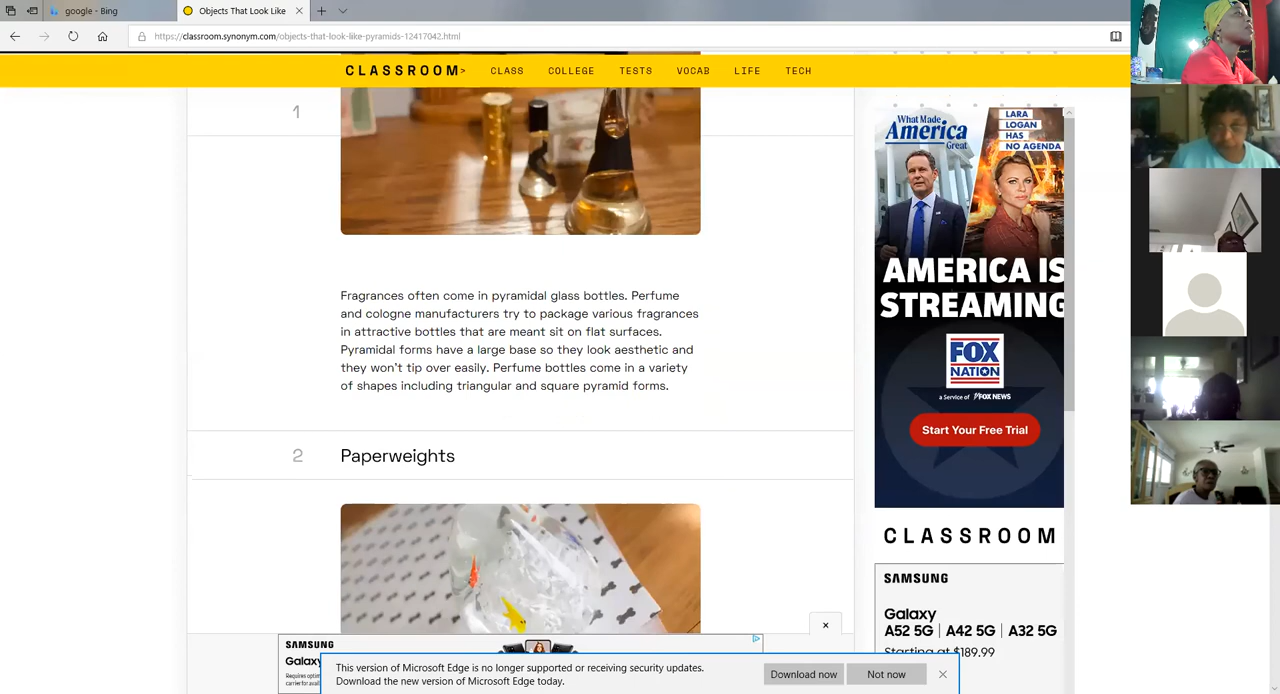 google - Bing
Objects That Look Like
https://classroom.synonym.com/objects-that-look-like-pyramids-12417042.html
CLASSROOM>
CLASS
COLLEGE
TESTS
VOCAB
LIFE
TECH
1
Fragrances often come in pyramidal glass bottles. Perfume
and cologne manufacturers try to package various fragrances
in attractive bottles that are meant sit on flat surfaces.
Pyramidal forms have a large base so they look aesthetic and
they won't tip over easily. Perfume bottles come in a variety
of shapes including triangular and square pyramid forms.
2
Paperweights
What Made
America
Great
LARA
LOGAN
HAS
NO AGENDA
AMERICA IS
STREAMING
FOX
NATION
a Service of FOX NEWS
Start Your Free Trial
CLASSROOM
SAMSUNG
Galaxy
A52 5G | A42 5G | A32 5G
Starting at $189.99
SAMSUNG
Galaxy
Requires opti
carrier for avail
This version of Microsoft Edge is no longer supported or receiving security updates.
Download the new version of Microsoft Edge today.
Download now
Not now